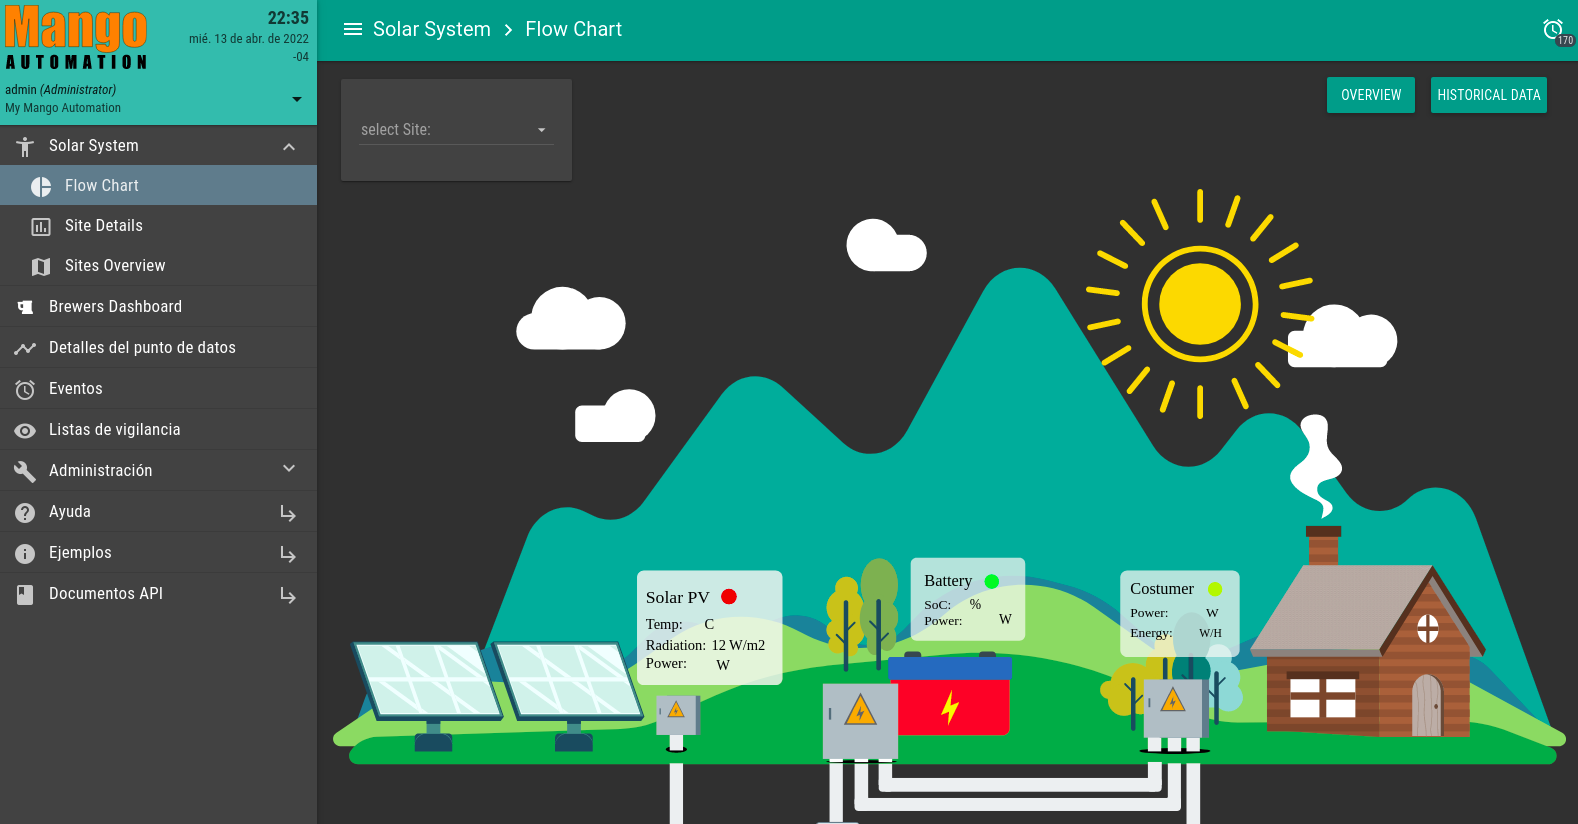 Mango
AUTOMATION
22:35
mié. 13 de abr. de 2022
-04
admin (Administrator)
My Mango Automation
Solar System
Flow Chart
Site Details
Sites Overview
Brewers Dashboard
Detalles del punto de datos
Eventos
Listas de vigilancia
Administración
Ayuda
Ejemplos
Documentos API
Solar System > Flow Chart
170
select Site:
OVERVIEW
HISTORICAL DATA
Solar PV
Temp: C
Radiation: 12 W/m2
Power: W
Battery
SoC: %
Power: W
Costumer
Power: W
Energy: W/H